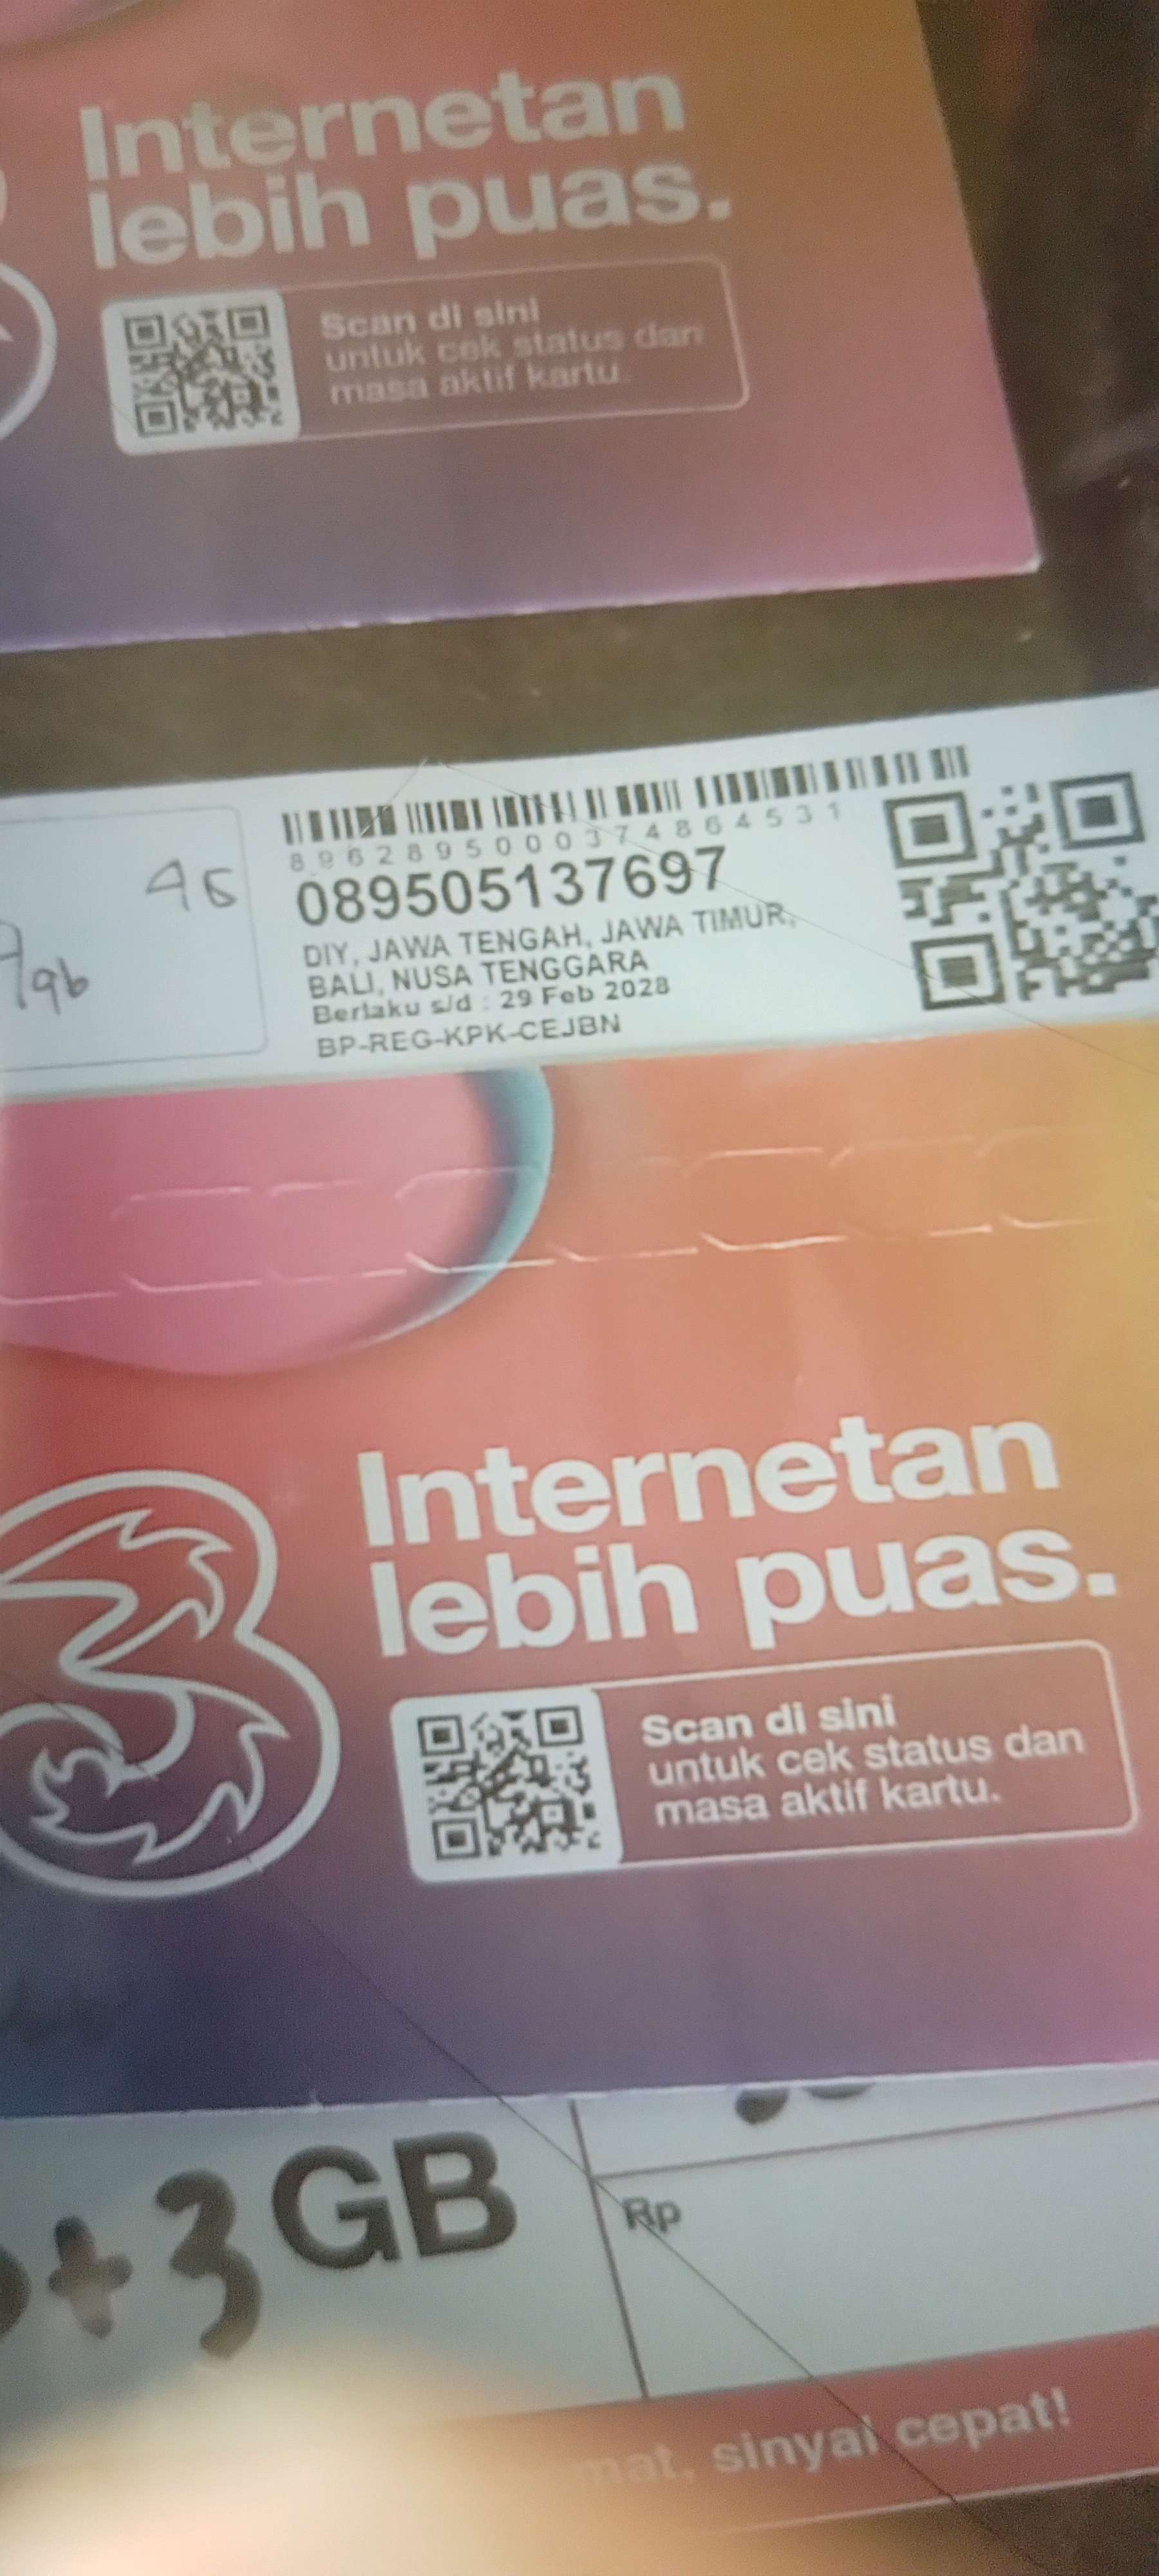 Internetan
lebih puas.
Scan di sini
untuk cek status dan
masa aktif kartu.
8962895000374864531
089505137697
DIY, JAWA TENGAH, JAWA TIMUR,
BALI, NUSA TENGGARA
Berlaku s/d : 29 Feb 2028
BP-REG-KPK-CEJBN
Internetan
lebih puas.
Scan di sini
untuk cek status dan
masa aktif kartu.
+3 GB
Rp
sinyal cepat!